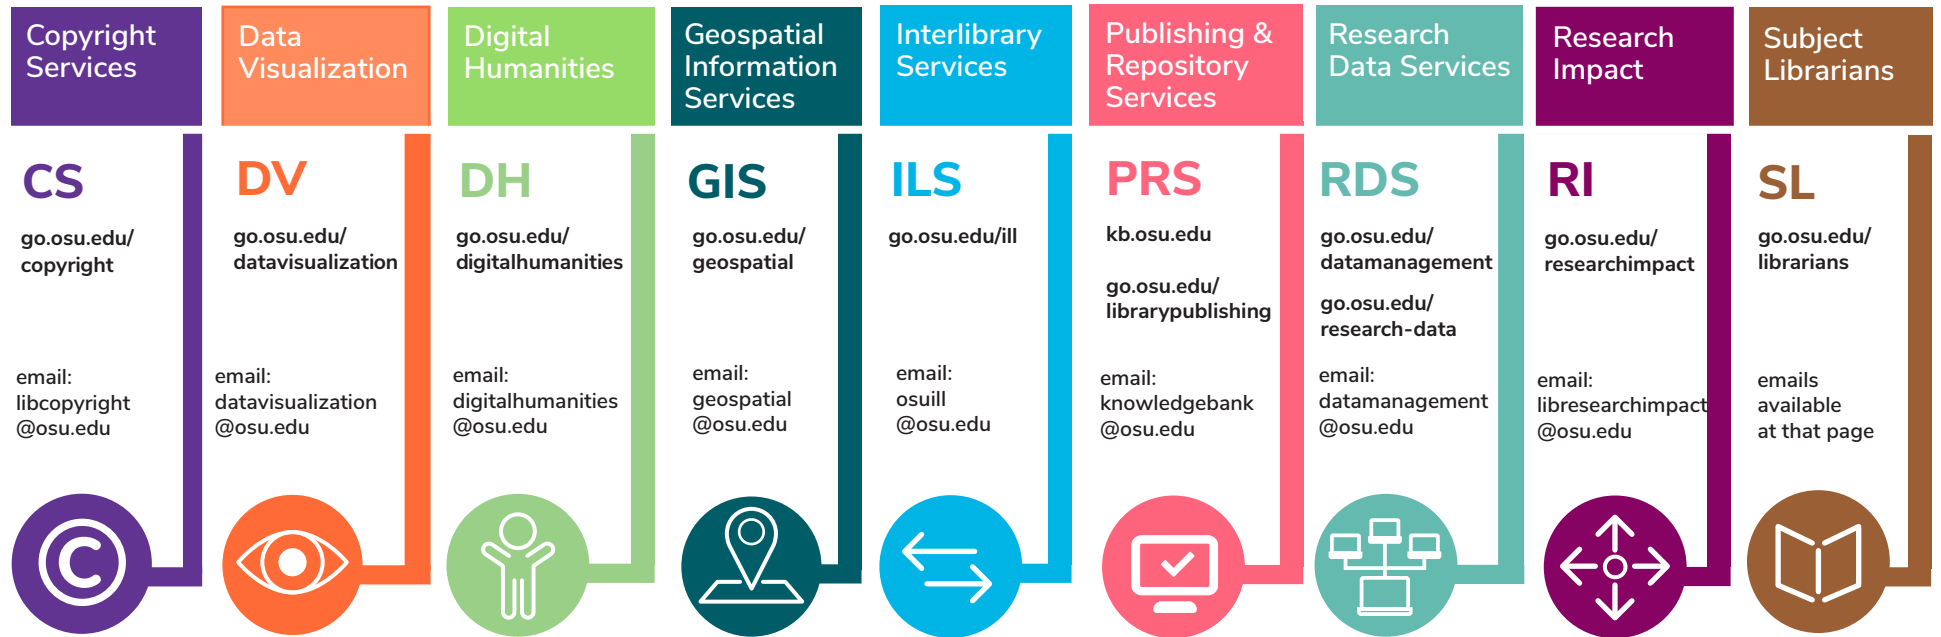 Copyright
Services
CS
go.osu.edu/
copyright
email:
libcopyright
@osu.edu
Data
Visualization
DV
go.osu.edu/
datavisualization
email:
datavisualization
@osu.edu
Digital
Humanities
DH
go.osu.edu/
digitalhumanities
email:
digitalhumanities
@osu.edu
Geospatial
Information
Services
GIS
go.osu.edu/
geospatial
email:
geospatial
@osu.edu
Interlibrary
Services
ILS
go.osu.edu/ill
email:
osuill
@osu.edu
Publishing &
Repository
Services
PRS
kb.osu.edu
go.osu.edu/
librarypublishing
email:
knowledgebank
@osu.edu
Research
Data Services
RDS
go.osu.edu/
datamanagement
go.osu.edu/
research-data
email:
datamanagement
@osu.edu
Research
Impact
RI
go.osu.edu/
researchimpact
email:
libresearchimpact
@osu.edu
Subject
Librarians
SL
go.osu.edu/
librarians
emails
available
at that page